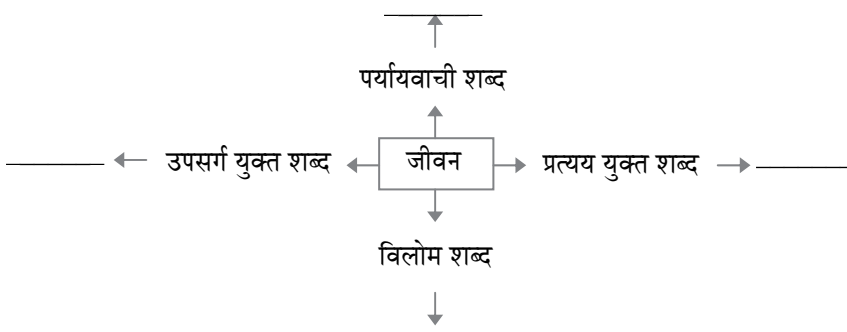 पर्यायवाची शब्द
उपसर्ग युक्त शब्द जीवन प्रत्यय युक्त शब्द
विलोम शब्द